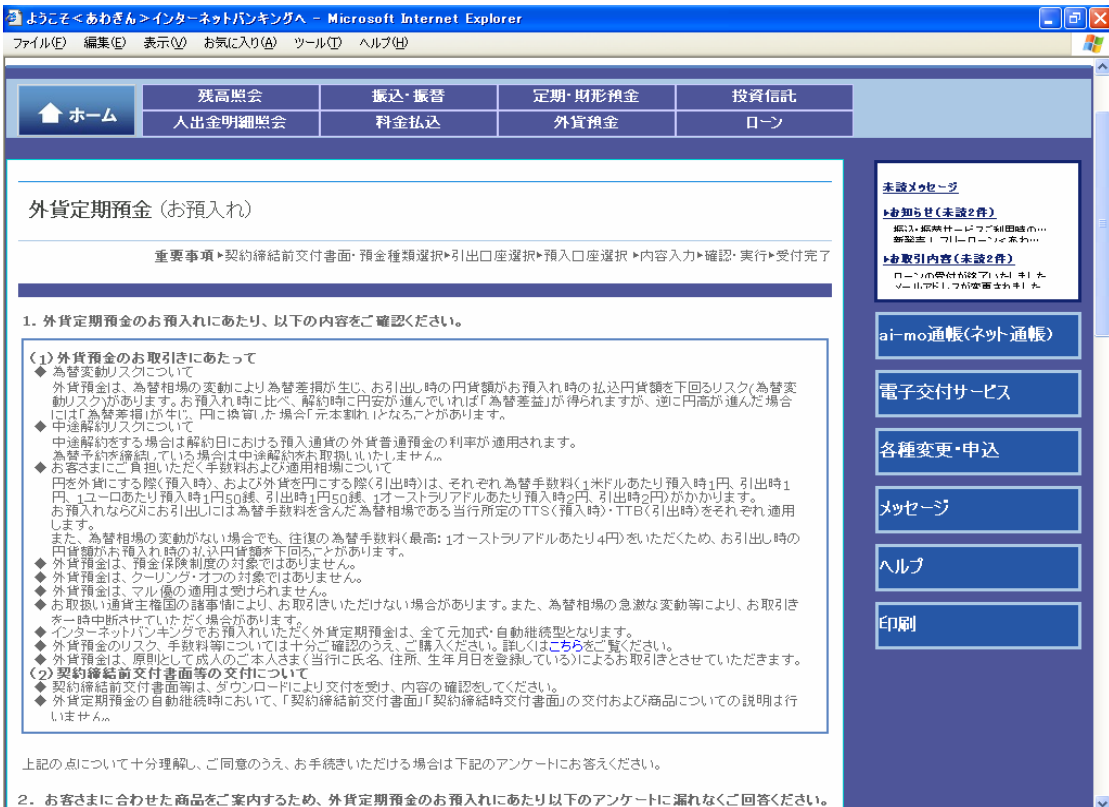 ようこそ<あわぎん>インターネットバンキングへ - Microsoft Internet Explorer
ファイル(F) 編集(E) 表示(V) お気に入り(A) ツール(T) ヘルプ(H)
ホーム
残高照会 振込・振替 定期・財形預金 投資信託
入出金明細照会 料金払込 外貨預金 ローン
外貨定期預金(お預入れ)
重要事項▶契約締結前交付書面・預金種類選択▶引出口座選択▶預入口座選択 ▶内容入力▶確認・実行▶受付完了
1. 外貨定期預金のお預入れにあたり、以下の内容をご確認ください。
(1)外貨預金のお取引きにあたって
◆ 為替変動リスクについて
外貨預金は、為替相場の変動により為替差損が生じ、お引出し時の円貨額がお預入れ時の払込円貨額を下回るリスク(為替変
動リスク)があります。お預入れ時に比べ、解約時に円安が進んでいれば「為替差益」が得られますが、逆に円高が進んだ場合
には「為替差損」が生じ、円に換算した場合「元本割れ」となることがあります。
◆ 中途解約リスクについて
中途解約をする場合は解約日における預入通貨の外貨普通預金の利率が適用されます。
為替予約を締結している場合は中途解約をお取扱いいたしません。
◆ お客さまにご負担いただく手数料および適用相場について
円を外貨にする際(預入時)、および外貨を円にする際(引出時)は、それぞれ為替手数料(1米ドルあたり預入時1円、引出時1
円、1ユーロあたり預入時1円50銭、引出時1円50銭、1オーストラリアドルあたり預入時2円、引出時2円)がかかります。
お預入れならびにお引出しには為替手数料を含んだ為替相場である当行所定のTTS(預入時)・TTB(引出時)をそれぞれ適用
します。
また、為替相場の変動がない場合でも、往復の為替手数料(最高:1オーストラリアドルあたり4円)をいただくため、お引出し時の
円貨額がお預入れ時の払込円貨額を下回ることがあります。
◆ 外貨預金は、預金保険制度の対象ではありません。
◆ 外貨預金は、クーリング・オフの対象ではありません。
◆ 外貨預金は、マル優の適用は受けられません。
◆ お取扱い通貨主権国の諸事情により、お取引きいただけない場合があります。また、為替相場の急激な変動等により、お取引き
を一時中断させていただく場合があります。
◆ インターネットバンキングでお預入れいただく外貨定期預金は、全て元加式・自動継続型となります。
◆ 外貨預金のリスク、手数料等については十分ご確認のうえ、ご購入ください。詳しくはこちらをご覧ください。
◆ 外貨預金は、原則として成人のご本人さま(当行に氏名、住所、生年月日を登録している)によるお取引きとさせていただきます。
(2)契約締結前交付書面等の交付について
◆ 契約締結前交付書面等は、ダウンロードにより交付を受け、内容の確認をしてください。
◆ 外貨定期預金の自動継続時において、「契約締結前交付書面」「契約締結時交付書面」の交付および商品についての説明は行
いません。
上記の点について十分理解し、ご同意のうえ、お手続きいただける場合は下記のアンケートにお答えください。
2. お客さまに合わせた商品をご案内するため、外貨定期預金のお預入れにあたり以下のアンケートに漏れなくご回答ください。
未読メッセージ
▶お知らせ(未読2件)
振込・振替サービスご利用時の…
新発売！フリーローン<あわ…
▶お取引内容(未読2件)
ローンの受付が終了いたしました
メールアドレスが変更されました
ai-mo通帳(ネット通帳)
電子交付サービス
各種変更・申込
メッセージ
ヘルプ
印刷